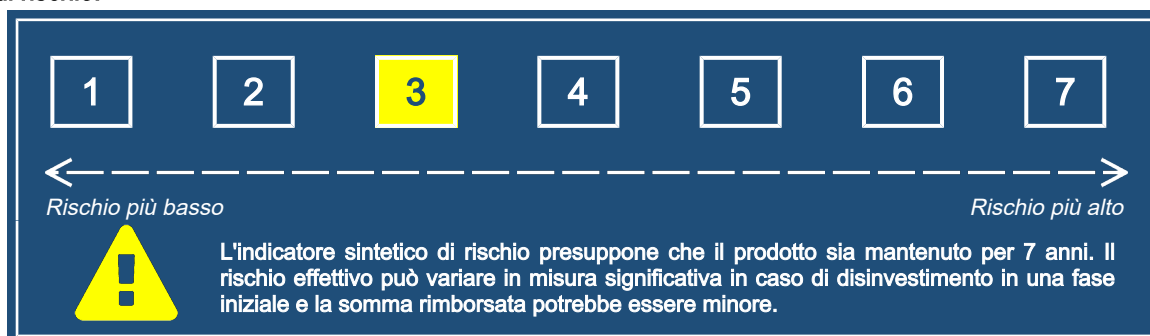 1 2 3 4 5 6 7
Rischio più basso Rischio più alto
L'indicatore sintetico di rischio presuppone che il prodotto sia mantenuto per 7 anni. Il
rischio effettivo può variare in misura significativa in caso di disinvestimento in una fase
iniziale e la somma rimborsata potrebbe essere minore.